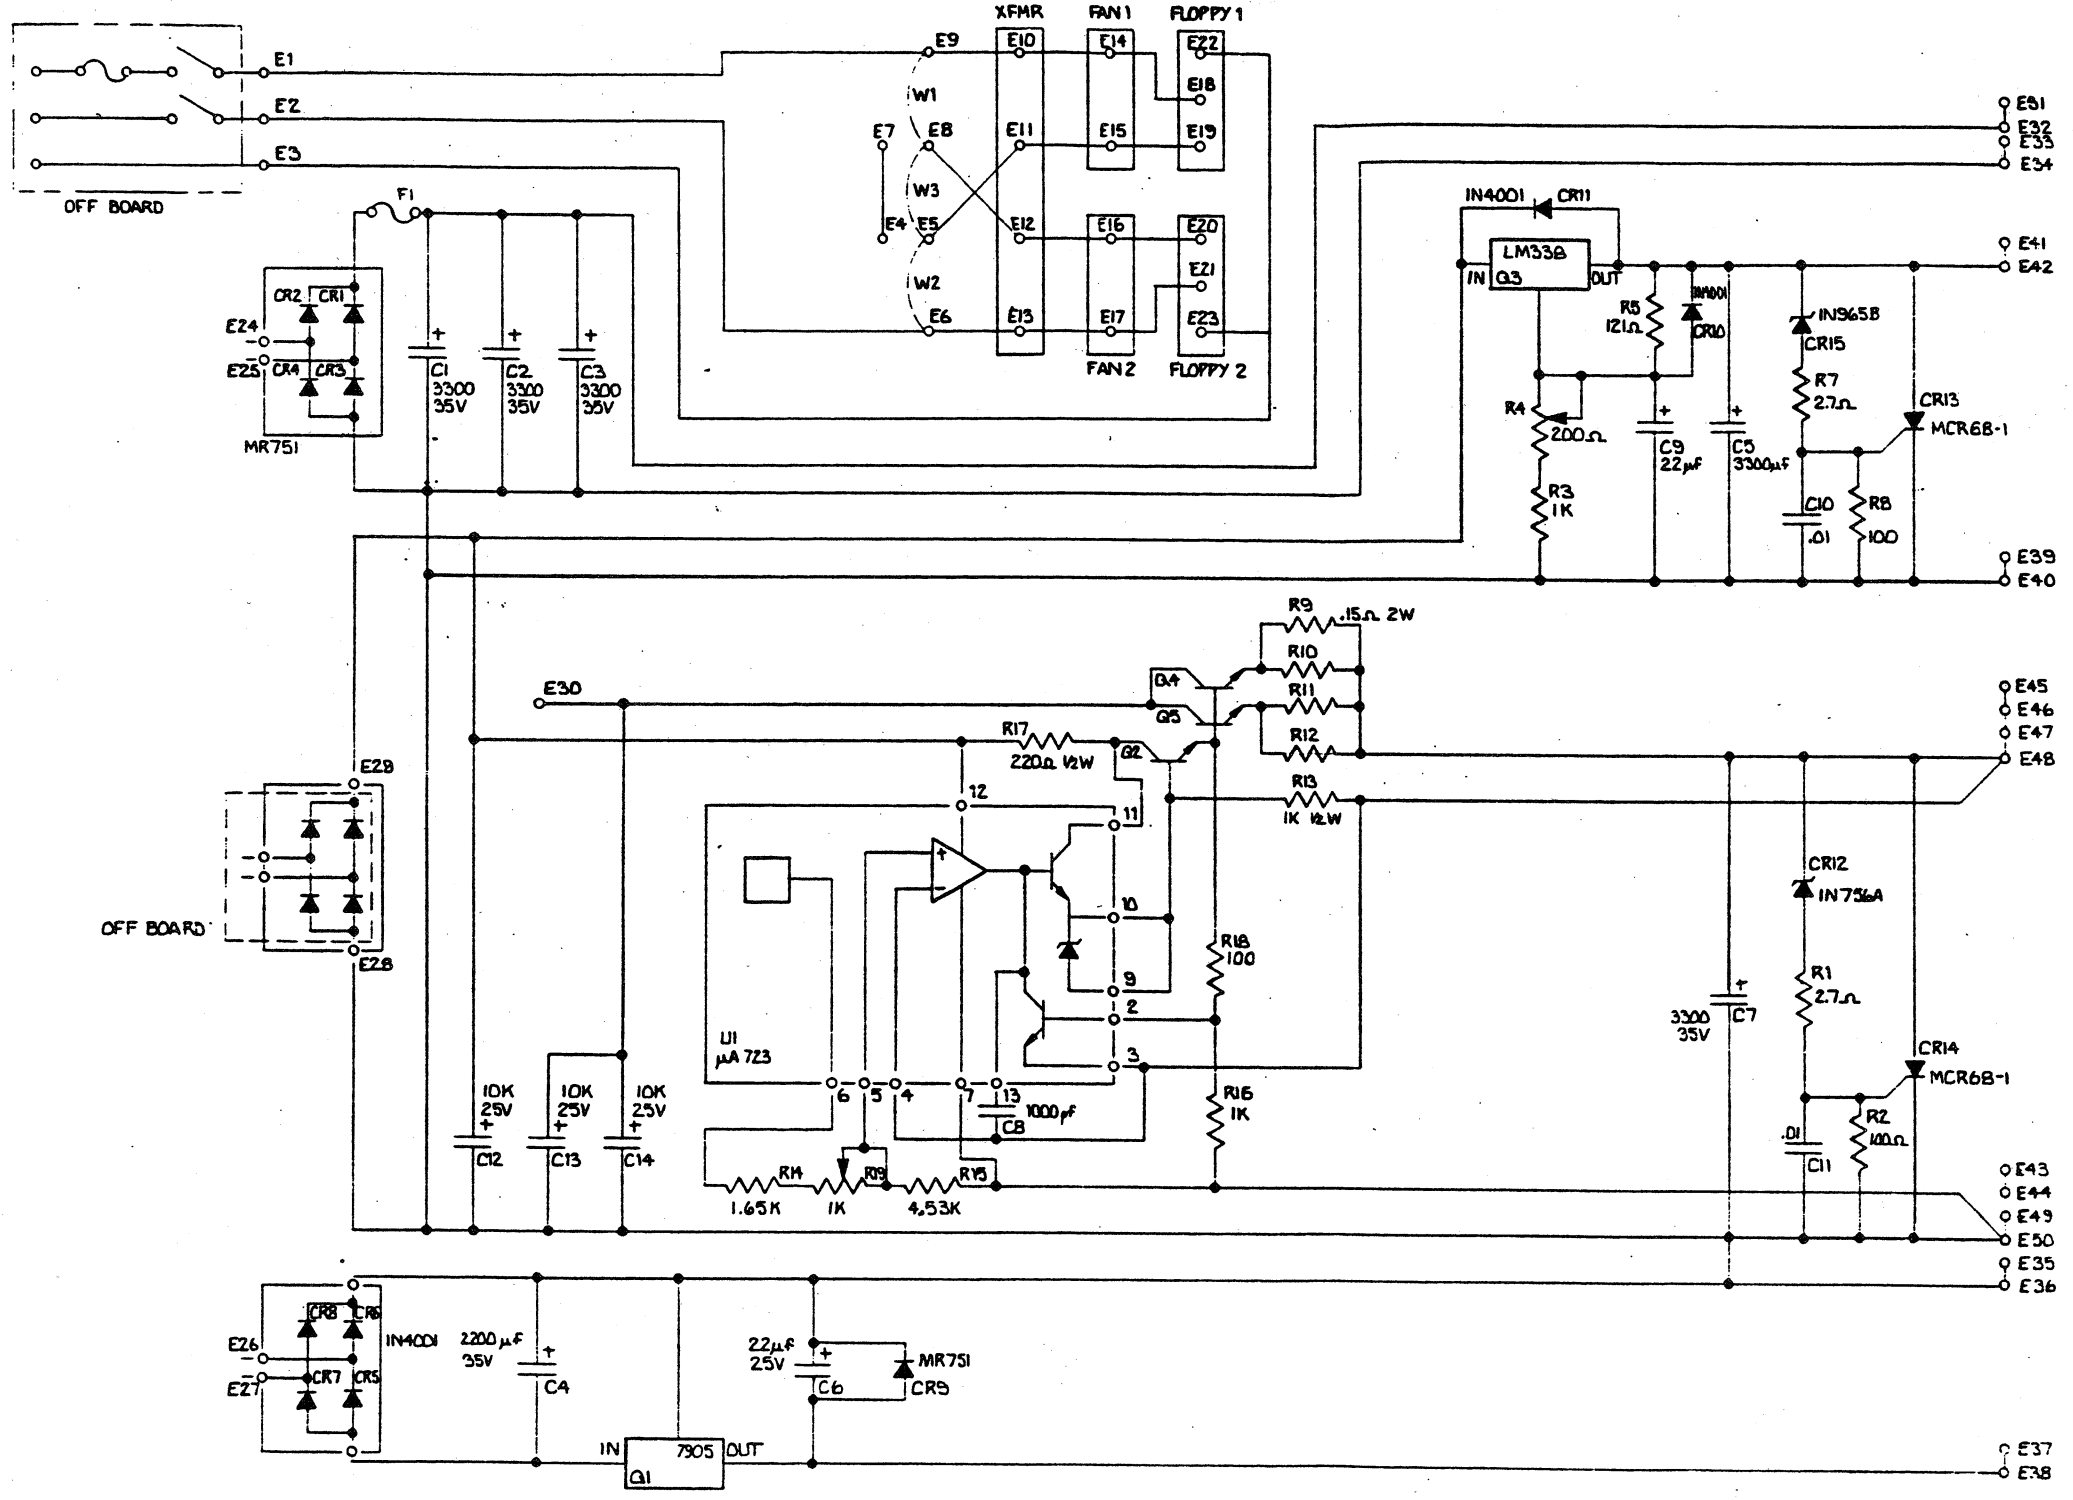 XFMR FAN 1 FLOPPY 1
E1
E2
E3
OFF BOARD
E9 E10 E14 E22
W1 E18
E7 E8 E11 E15 E19
W3
E4 E5 E12 E16 E20
W2 E21
E6 E13 E17 E23
FAN 2 FLOPPY 2
E31
E32
E33
E34
F1
CR2 CR1
E24
E25 CR4 CR3
MR751
+
C1
3300
35V
+
C2
3300
35V
+
C3
3300
35V
IN4001 CR11
LM338
IN Q3 OUT
E41
E42
R5
121Ω
CR10
IN965B
CR15
R7
2.7Ω
R4
200Ω
+
C9
22µf
+
C5
3300µf
CR13
MCR68-1
R3
1K
C10
.01
R8
100
E39
E40
R9 .15Ω 2W
R10
R11
R12
E30
Q4
Q5
R17
220Ω 1/2W
Q2
R13
1K 1/2W
E45
E46
E47
E48
E29
OFF BOARD
E28
12
11
+
-
10
9
2
3
U1
µA 723
6 5 4 7 13
1000pf
C8
R18
100
R16
1K
CR12
IN756A
R1
2.7Ω
+
3300
35V
C7
CR14
MCR68-1
.01
C11
R2
100Ω
10K
25V
+
C12
10K
25V
+
C13
10K
25V
+
C14
R14 R19 R15
1.65K 1K 4.53K
E43
E44
E49
E50
E35
E36
CR8 CR6
E26
E27 CR7 CR5
IN4001
2200µf
35V
+
C4
22µf
25V
+
C6
MR751
CR9
IN 7905 OUT
Q1
E37
E38